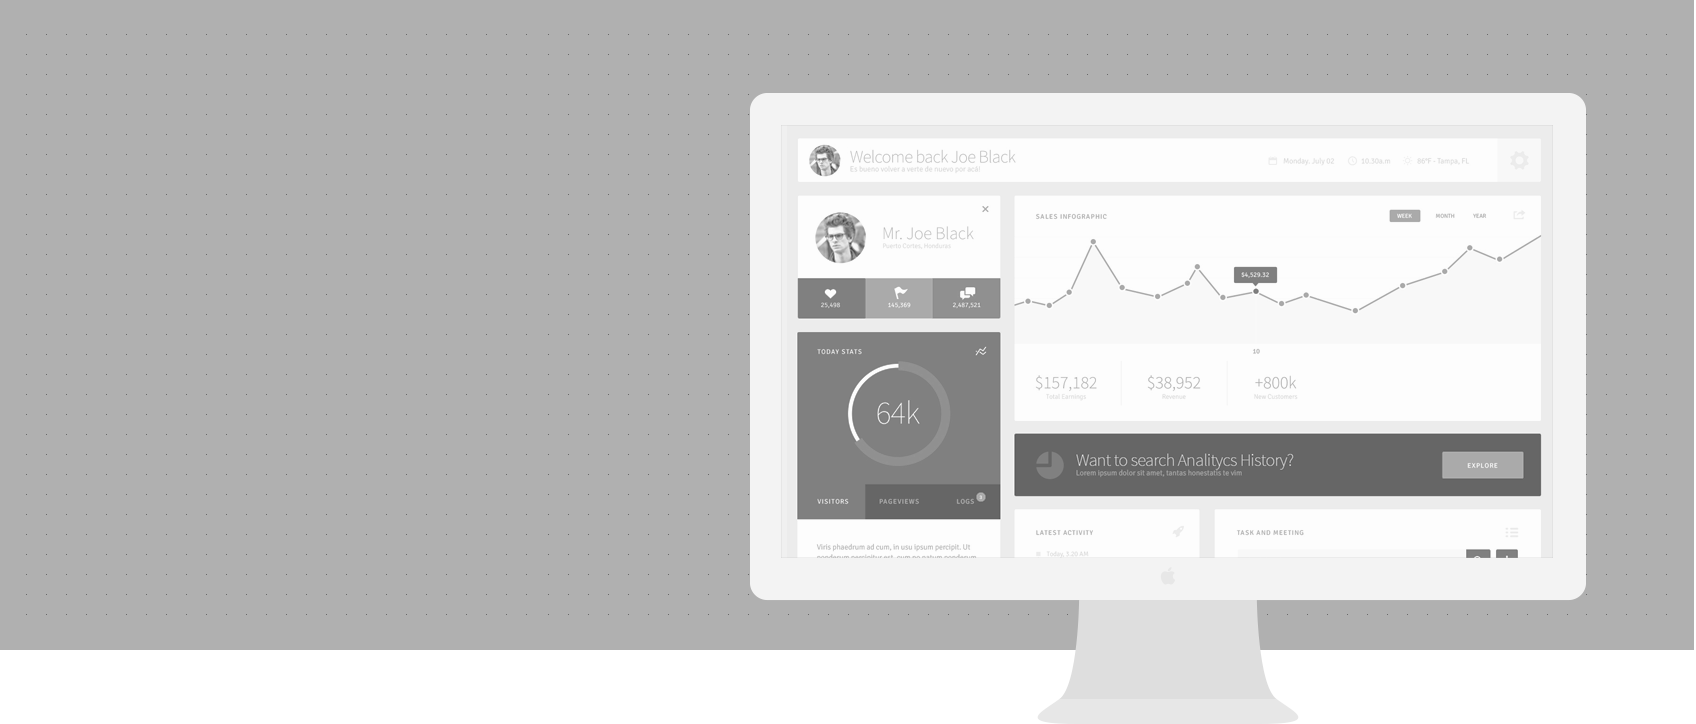 Welcome back Joe Black
Es bueno volver a verte de nuevo por acá!
Monday, July 02
10:30a.m
86°F - Tampa, FL
Mr. Joe Black
Puerto Cortes, Honduras
25,498
145,369
2,487,521
TODAY STATS
64k
VISITORS
PAGEVIEWS
LOGS
Viris phaedrum ad cum, in usu ipsum percipit. Ut
SALES INFOGRAPHIC
WEEK
MONTH
YEAR
$4,529.32
10
$157,182
Total Earnings
$38,952
Revenue
+800k
New Customers
Want to search Analitycs History?
Lorem ipsum dolor sit amet, tantas honestatis te vim
EXPLORE
LATEST ACTIVITY
Today, 3:20 AM
TASK AND MEETING